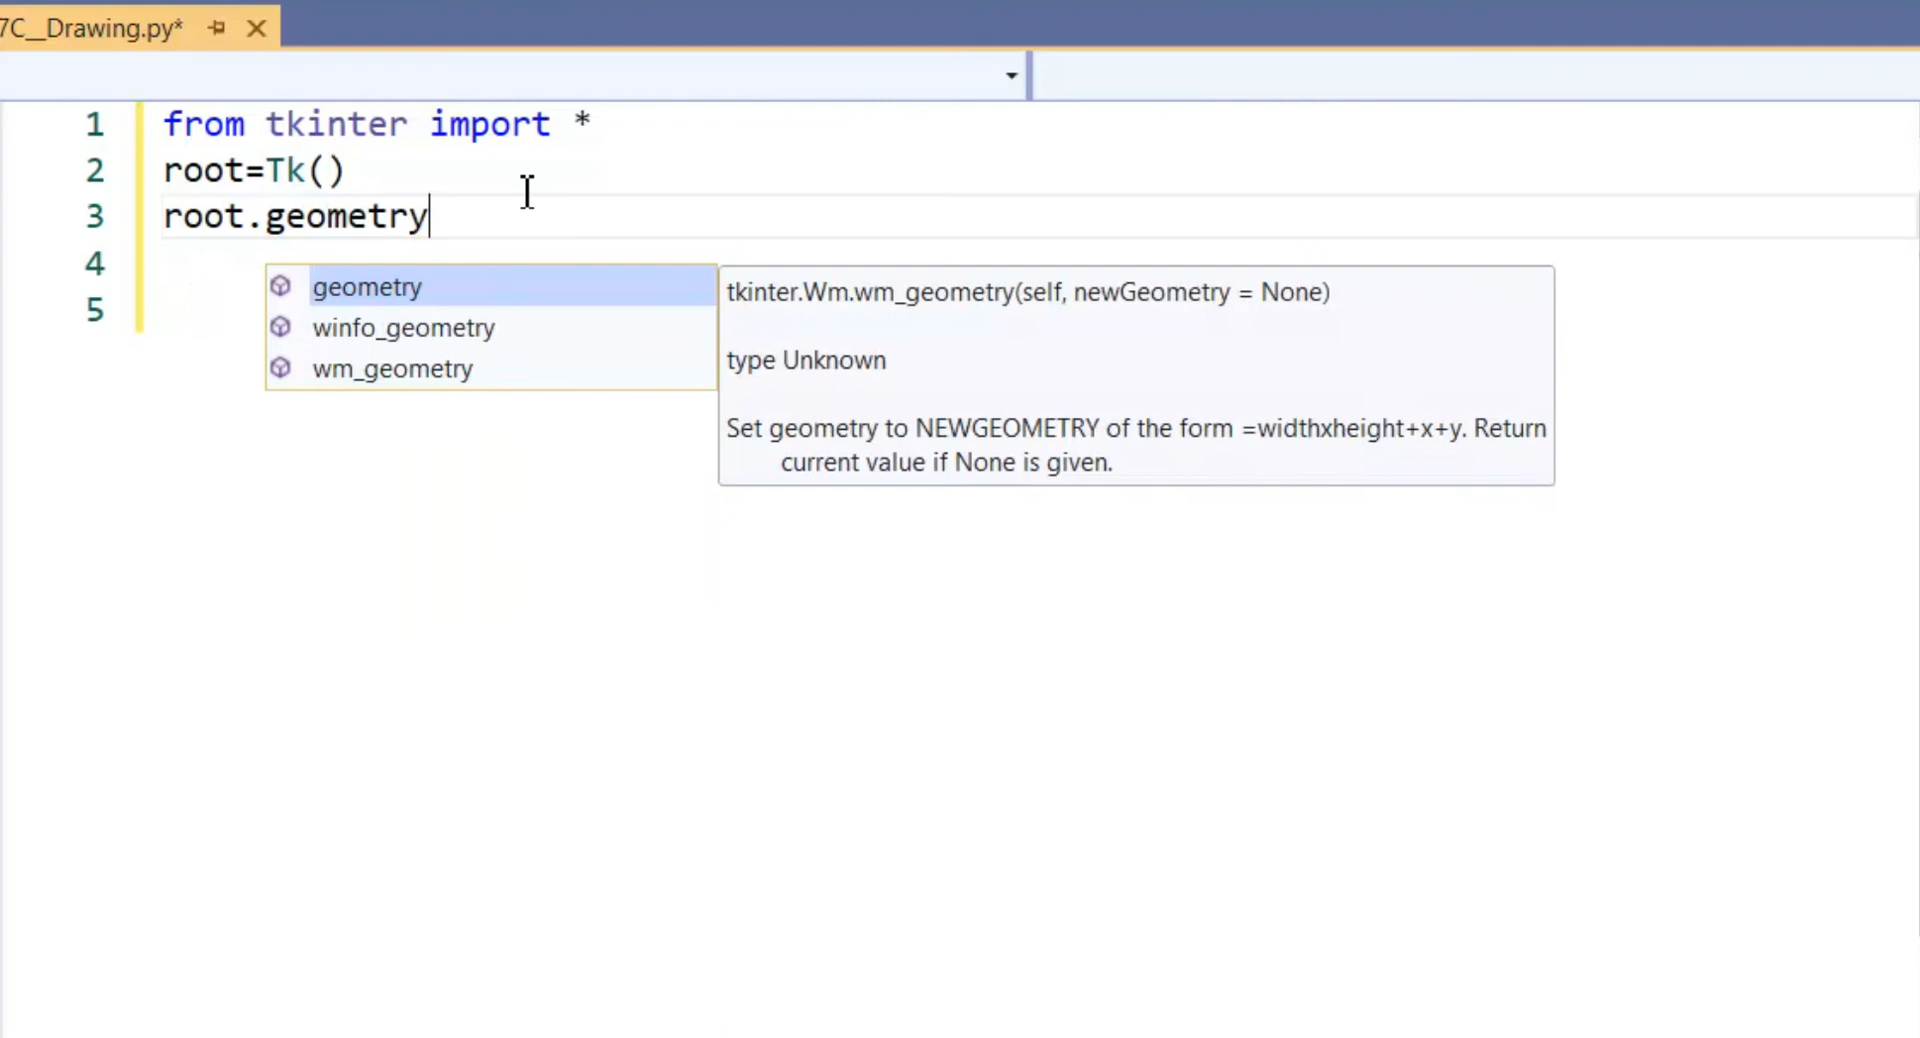 7C__Drawing.py*
1 from tkinter import *
2 root=Tk()
3 root.geometry
4
5
geometry
winfo_geometry
wm_geometry
tkinter.Wm.wm_geometry(self, newGeometry = None)
type Unknown
Set geometry to NEWGEOMETRY of the form =widthxheight+x+y. Return
current value if None is given.